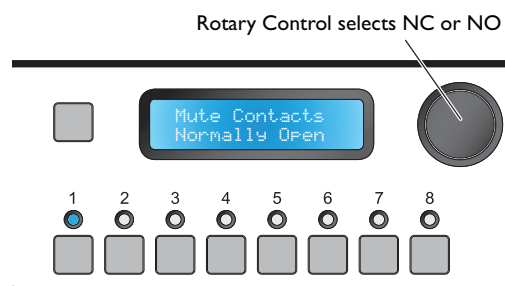 Rotary Control selects NC or NO
Mute Contacts
Normally Open
1 2 3 4 5 6 7 8